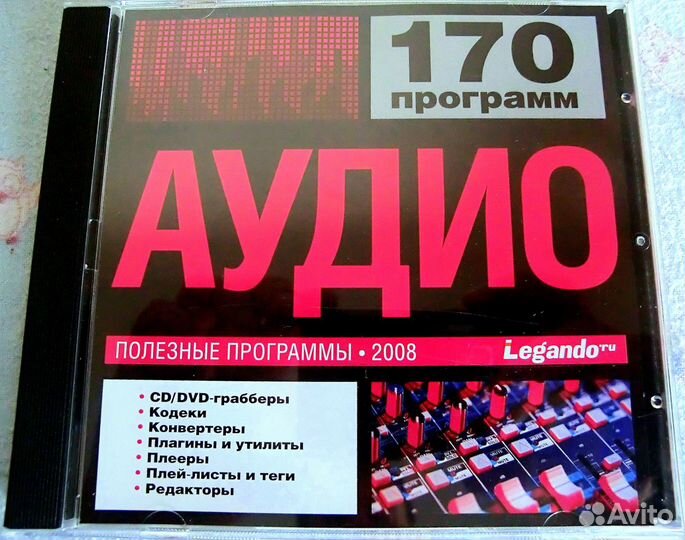 170
программ
АУДИО
ПОЛЕЗНЫЕ ПРОГРАММЫ • 2008 Legando.ru
• CD/DVD-грабберы
• Кодеки
• Конвертеры
• Плагины и утилиты
• Плееры
• Плей-листы и теги
• Редакторы
MUTE
Avito